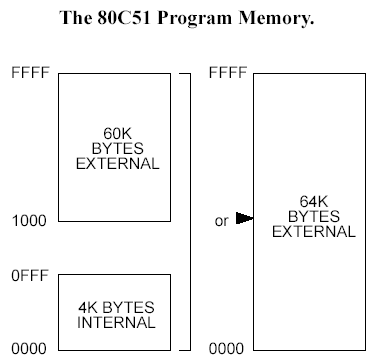 The 80C51 Program Memory.
FFFF
60K
BYTES
EXTERNAL
1000
0FFF
4K BYTES
INTERNAL
0000
or
FFFF
64K
BYTES
EXTERNAL
0000